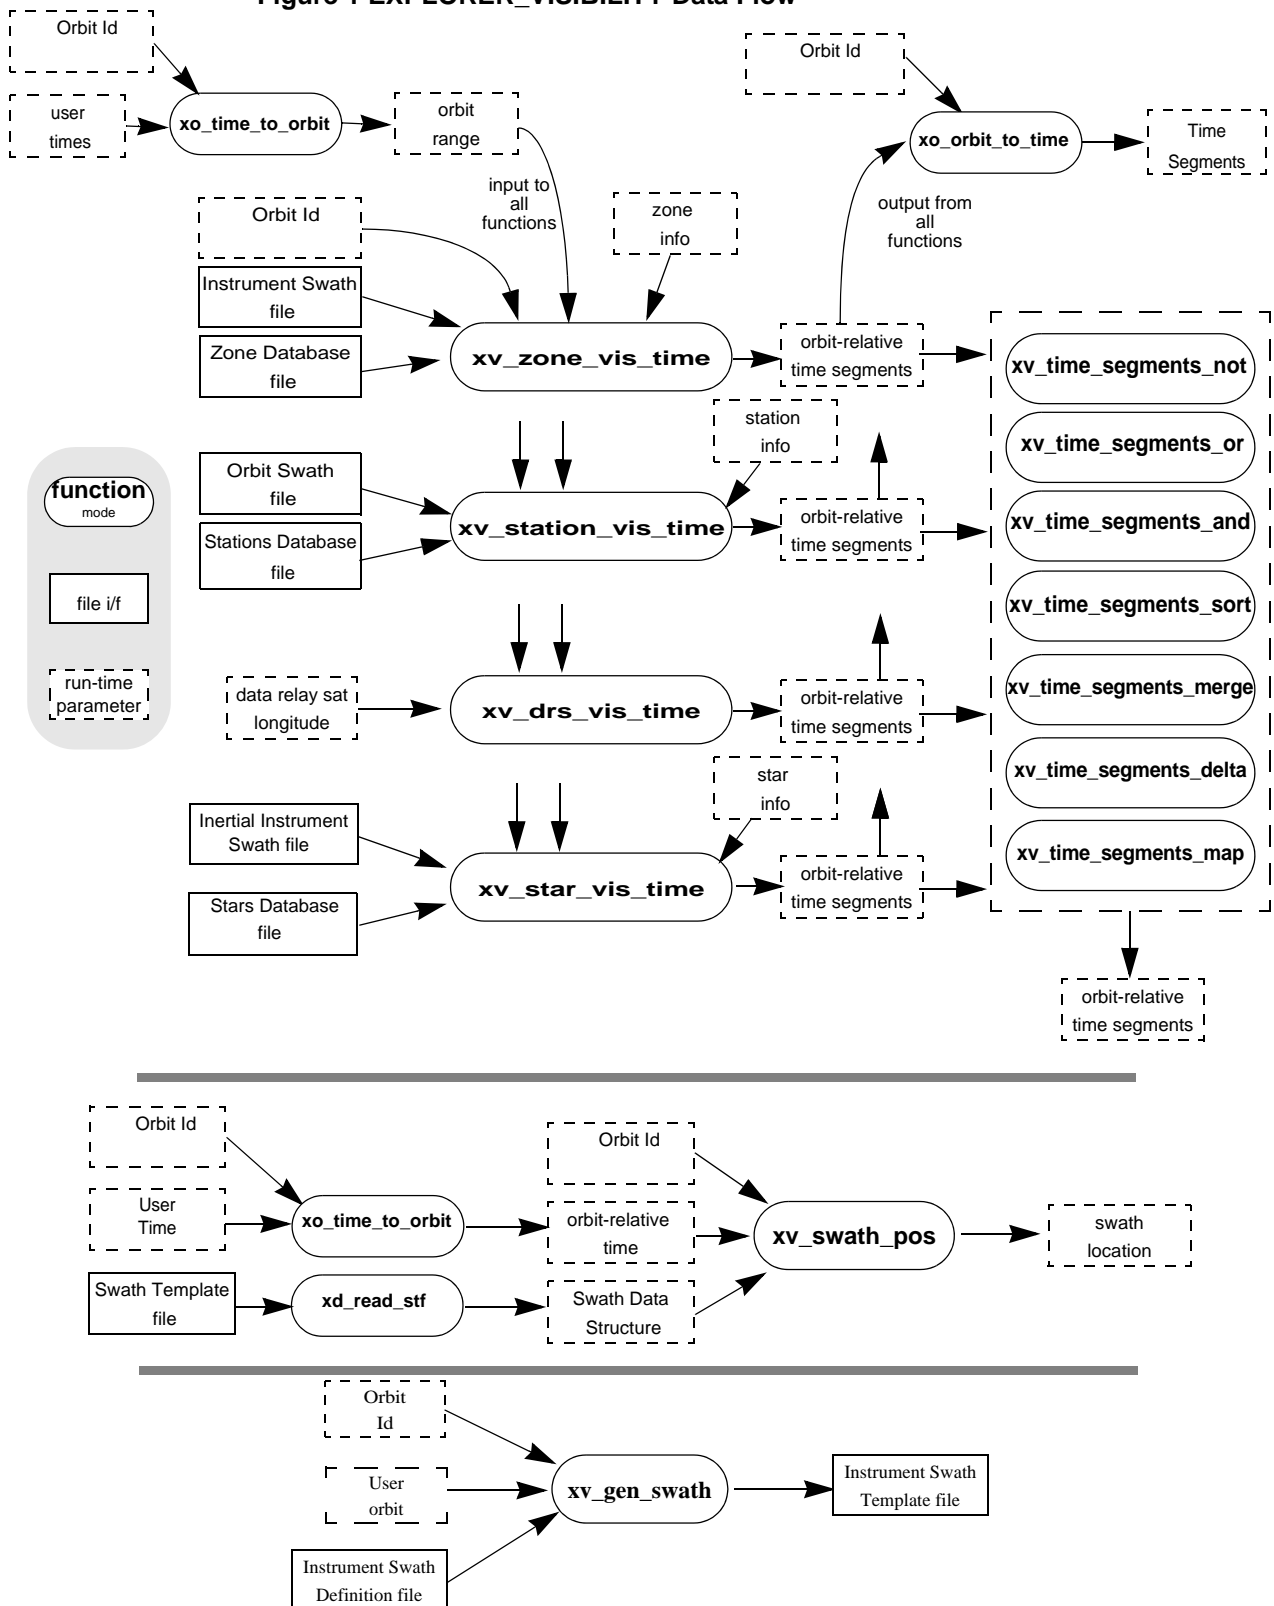 Figure 1 EXPLORER_VISIBILITY Data Flow
Orbit Id
user
times
xo_time_to_orbit
orbit
range
Orbit Id
xo_orbit_to_time
Time
Segments
input to
all
functions
output from
all
functions
Orbit Id
zone
info
Instrument Swath
file
Zone Database
file
xv_zone_vis_time
orbit-relative
time segments
station
info
Orbit Swath
file
Stations Database
file
xv_station_vis_time
orbit-relative
time segments
data relay sat
longitude
xv_drs_vis_time
orbit-relative
time segments
star
info
Inertial Instrument
Swath file
Stars Database
file
xv_star_vis_time
orbit-relative
time segments
xv_time_segments_not
xv_time_segments_or
xv_time_segments_and
xv_time_segments_sort
xv_time_segments_merge
xv_time_segments_delta
xv_time_segments_map
orbit-relative
time segments
function
mode
file i/f
run-time
parameter
Orbit Id
User
Time
xo_time_to_orbit
Swath Template
file
xd_read_stf
Orbit Id
orbit-relative
time
Swath Data
Structure
xv_swath_pos
swath
location
Orbit
Id
User
orbit
Instrument Swath
Definition file
xv_gen_swath
Instrument Swath
Template file